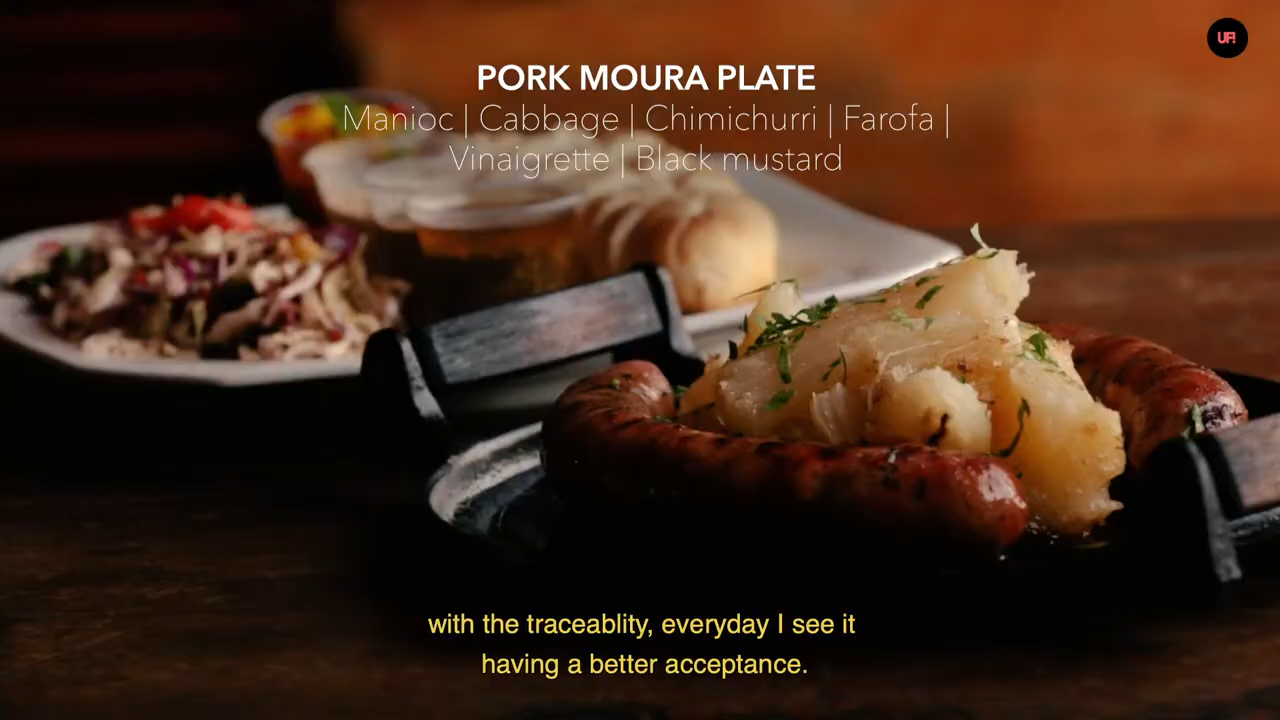 UF!
PORK MOURA PLATE
Manioc | Cabbage | Chimichurri | Farofa |
Vinaigrette | Black mustard
with the traceablity, everyday I see it
having a better acceptance.